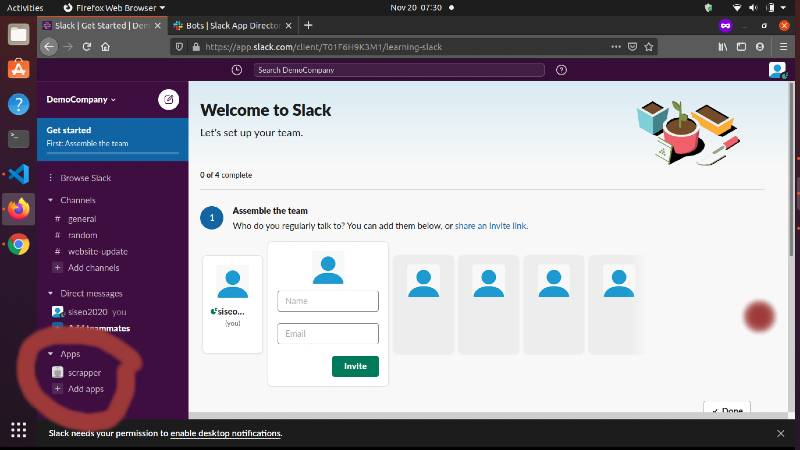 Activities
Firefox Web Browser
Nov 20 07:30
Slack | Get Started | Dem
Bots | Slack App Director
https://app.slack.com/client/T01F6H9K3M1/learning-slack
Search DemoCompany
DemoCompany
Get started
First: Assemble the team
Browse Slack
Channels
# general
# random
# website-update
+ Add channels
Direct messages
siseo2020 you
Add teammates
Apps
scrapper
+ Add apps
Welcome to Slack
Let's set up your team.
0 of 4 complete
1
Assemble the team
Who do you regularly talk to? You can add them below, or share an invite link.
siseo...
(you)
Name
Email
Invite
✓ Done
Slack needs your permission to enable desktop notifications.